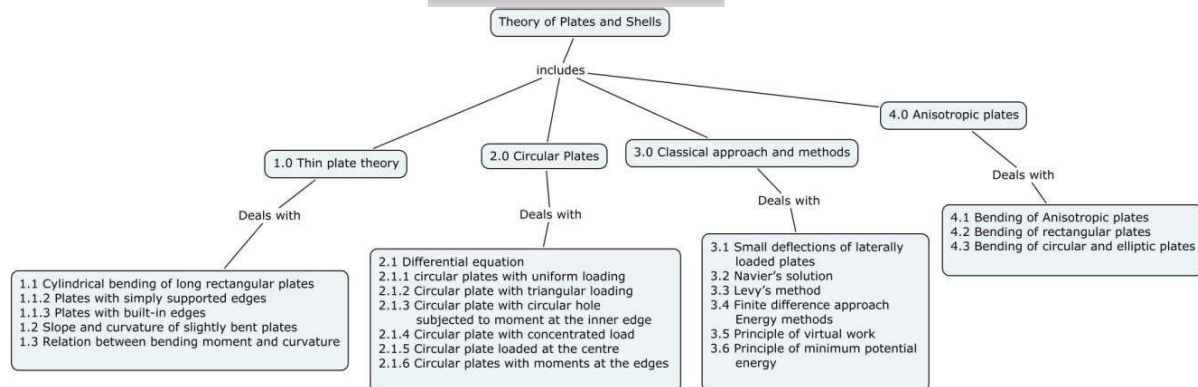 Theory of Plates and Shells
includes
1.0 Thin plate theory
Deals with
1.1 Cylindrical bending of long rectangular plates
1.1.2 Plates with simply supported edges
1.1.3 Plates with built-in edges
1.2 Slope and curvature of slightly bent plates
1.3 Relation between bending moment and curvature
2.0 Circular Plates
Deals with
2.1 Differential equation
2.1.1 circular plates with uniform loading
2.1.2 Circular plate with triangular loading
2.1.3 Circular plate with circular hole
subjected to moment at the inner edge
2.1.4 Circular plate with concentrated load
2.1.5 Circular plate loaded at the centre
2.1.6 Circular plates with moments at the edges
3.0 Classical approach and methods
Deals with
3.1 Small deflections of laterally
loaded plates
3.2 Navier's solution
3.3 Levy's method
3.4 Finite difference approach
Energy methods
3.5 Principle of virtual work
3.6 Principle of minimum potential
energy
4.0 Anisotropic plates
Deals with
4.1 Bending of Anisotropic plates
4.2 Bending of rectangular plates
4.3 Bending of circular and elliptic plates